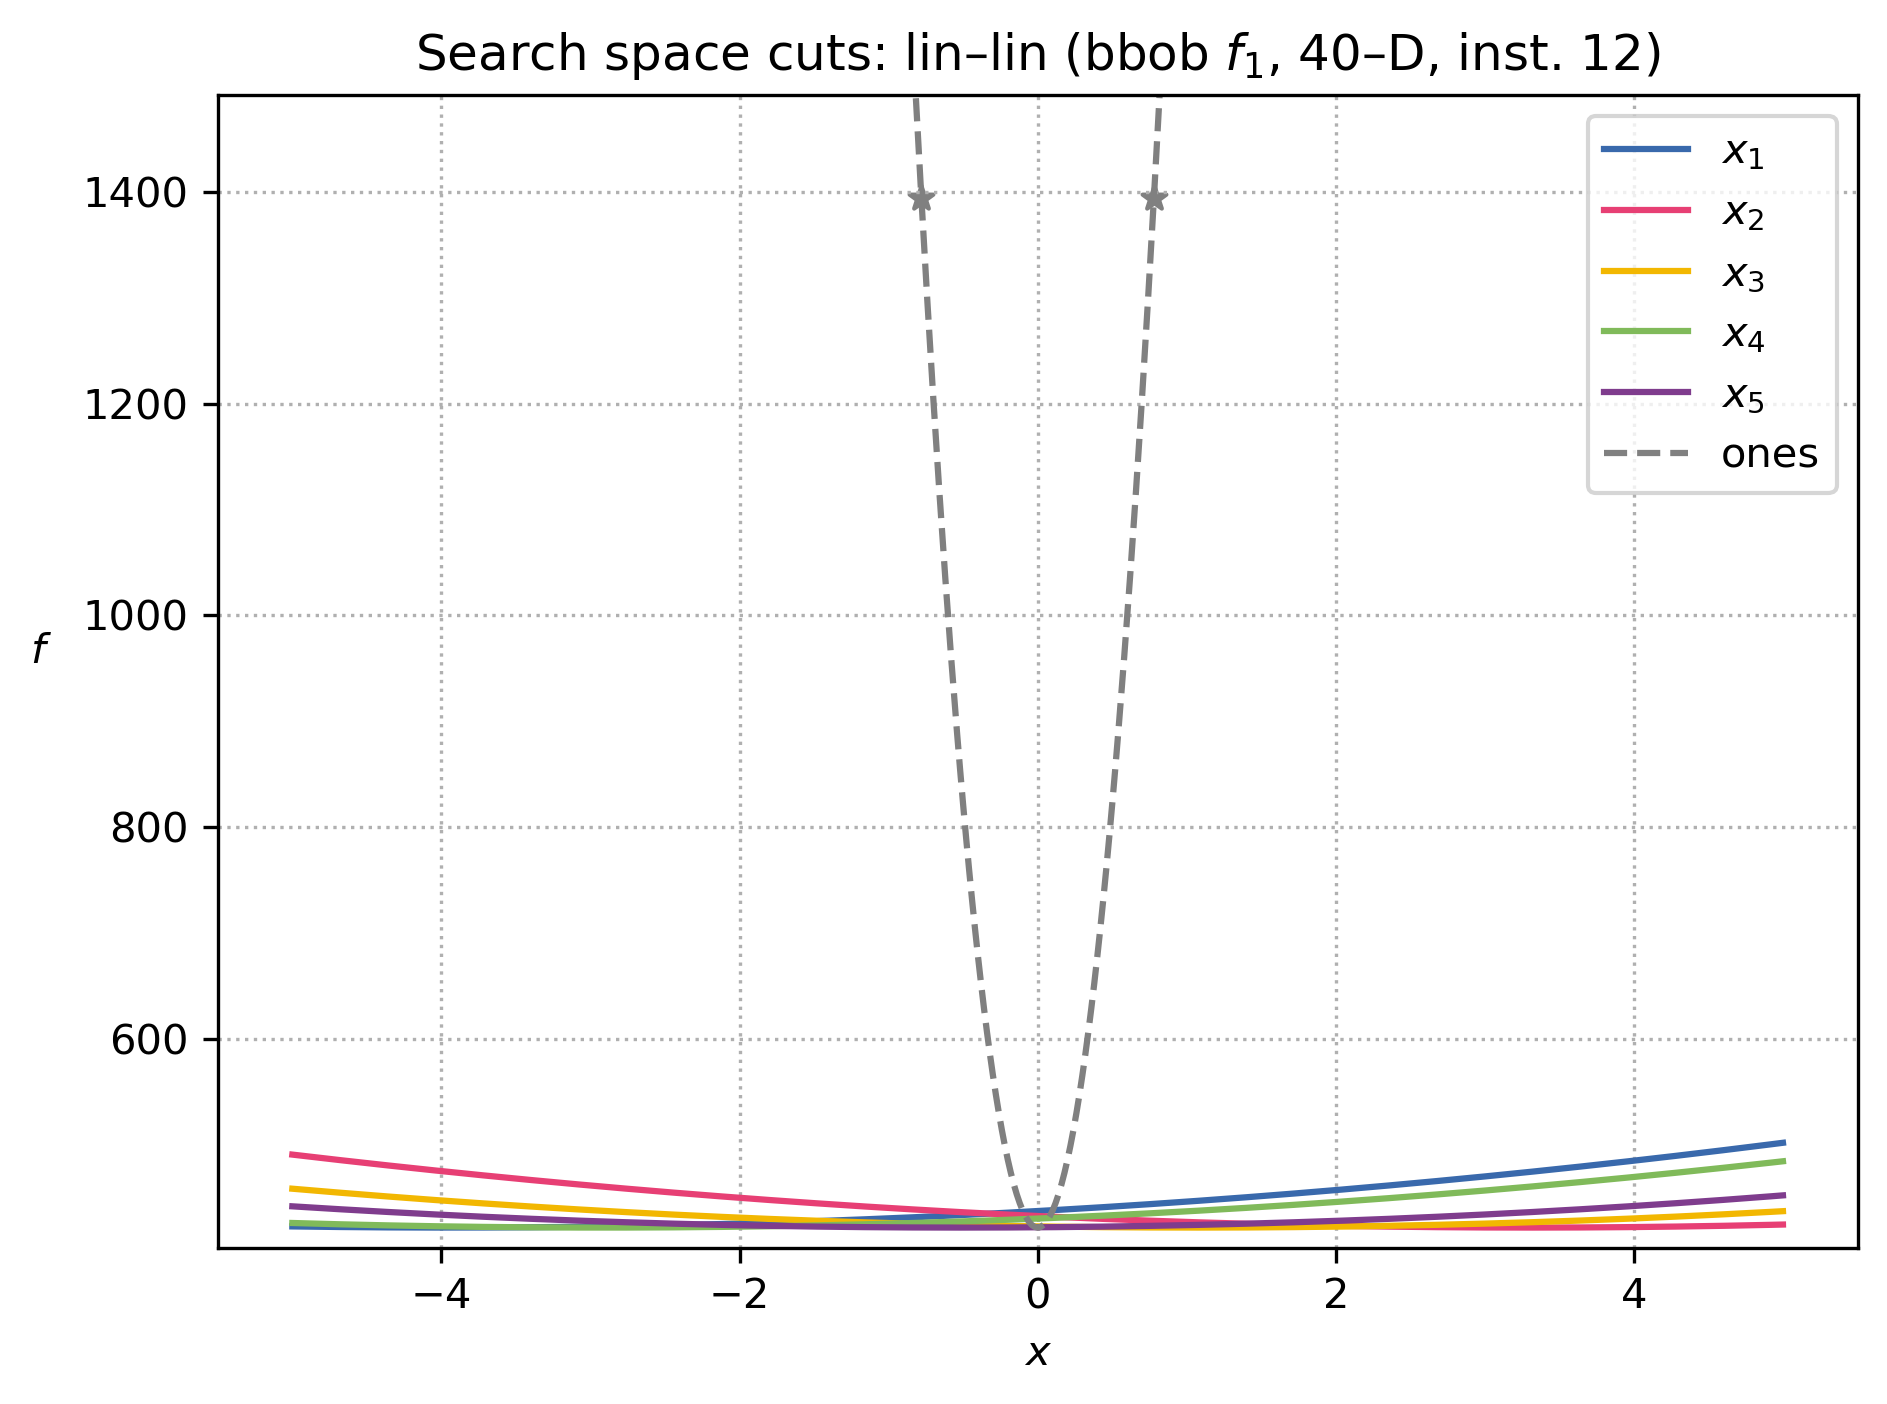 Search space cuts: lin–lin (bbob f₁, 40–D, inst. 12)
x₁
x₂
x₃
x₄
x₅
ones
1400
1200
1000
800
600
f
−4 −2 0 2 4
x